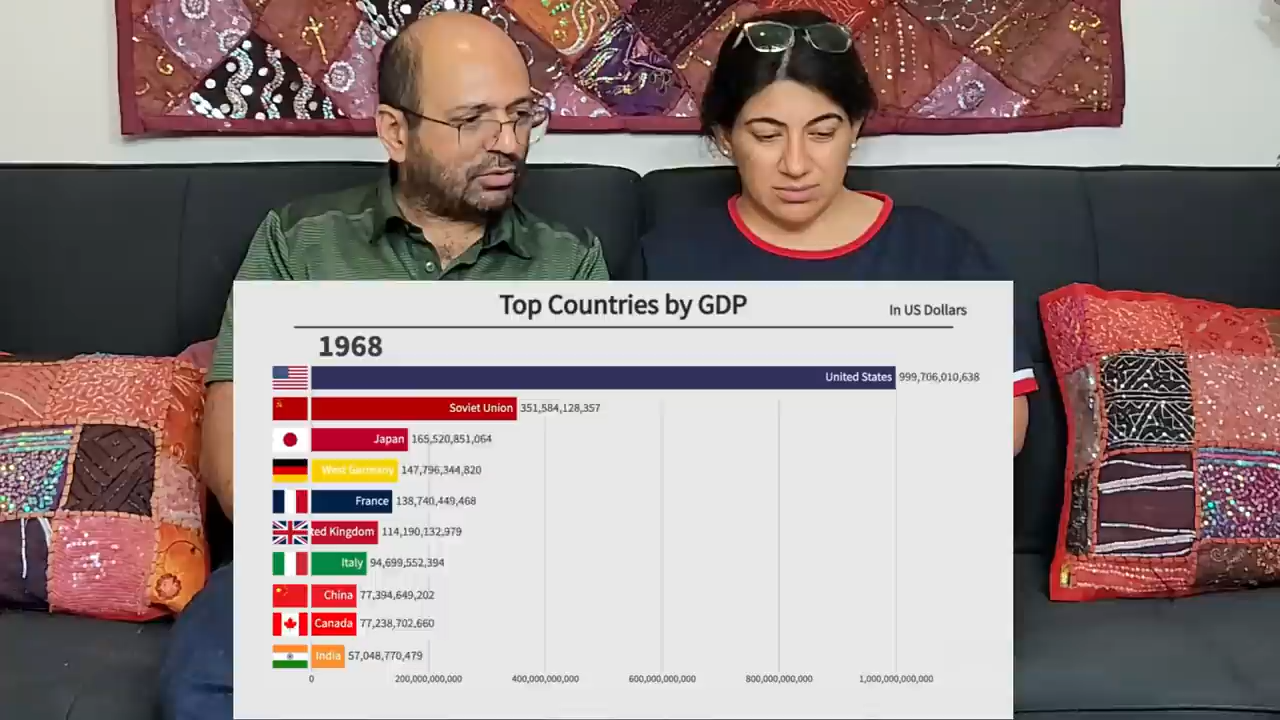 Top Countries by GDP
In US Dollars
1968
United States 999,706,010,638
Soviet Union 351,584,128,357
Japan 165,520,851,064
West Germany 147,796,344,820
France 138,740,449,468
ted Kingdom 114,190,132,979
Italy 94,699,552,394
China 77,394,649,202
Canada 77,238,702,660
India 57,048,770,479
0 200,000,000,000 400,000,000,000 600,000,000,000 800,000,000,000 1,000,000,000,000